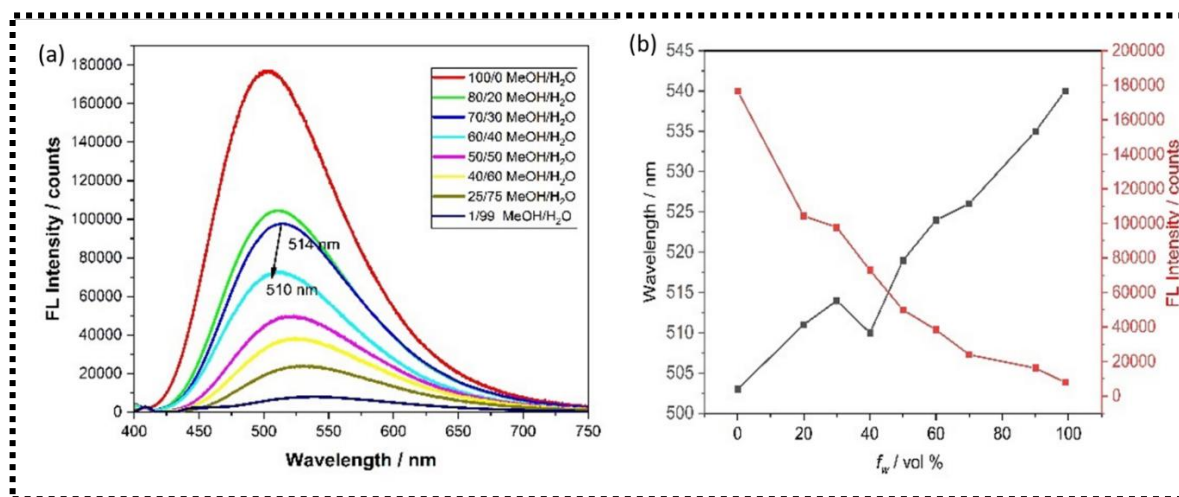 (a)
FL Intensity / counts
180000
160000
140000
120000
100000
80000
60000
40000
20000
0
400 450 500 550 600 650 700 750
Wavelength / nm
100/0 MeOH/H₂O
80/20 MeOH/H₂O
70/30 MeOH/H₂O
60/40 MeOH/H₂O
50/50 MeOH/H₂O
40/60 MeOH/H₂O
25/75 MeOH/H₂O
1/99 MeOH/H₂O
514 nm
510 nm
(b)
Wavelength / nm
545
540
535
530
525
520
515
510
505
500
0 20 40 60 80 100
f_w / vol %
200000
180000
160000
140000
120000
100000
80000
60000
40000
20000
0
FL Intensity / counts